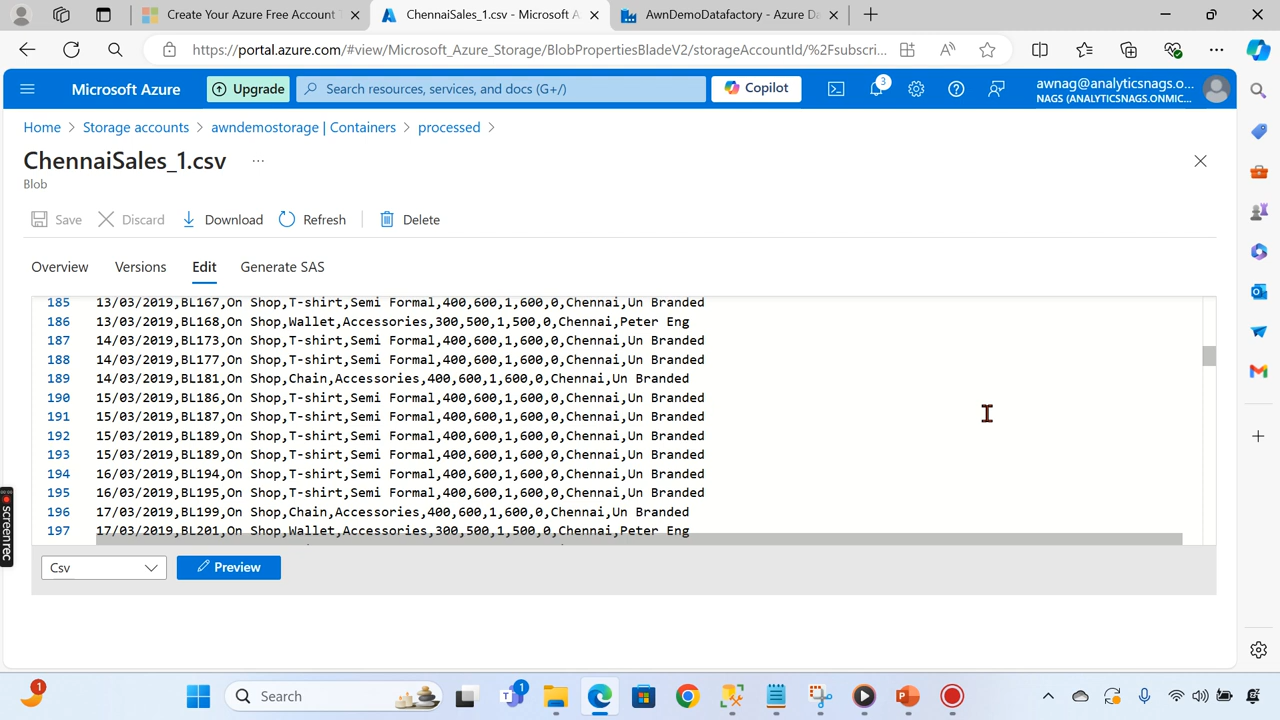 Create Your Azure Free Account
ChennaiSales_1.csv - Microsoft A
AwnDemoDatafactory - Azure Da
https://portal.azure.com/#view/Microsoft_Azure_Storage/BlobPropertiesBladeV2/storageAccountId/%2Fsubscri...
Microsoft Azure
Upgrade
Search resources, services, and docs (G+/)
Copilot
3
awnag@analyticsnags.o...
NAGS (ANALYTICSNAGS.ONMIC...
Home > Storage accounts > awndemostorage | Containers > processed >
ChennaiSales_1.csv ...
Blob
Save Discard Download Refresh Delete
Overview Versions Edit Generate SAS
185 13/03/2019,BL167,On Shop,T-shirt,Semi Formal,400,600,1,600,0,Chennai,Un Branded
186 13/03/2019,BL168,On Shop,Wallet,Accessories,300,500,1,500,0,Chennai,Peter Eng
187 14/03/2019,BL173,On Shop,T-shirt,Semi Formal,400,600,1,600,0,Chennai,Un Branded
188 14/03/2019,BL177,On Shop,T-shirt,Semi Formal,400,600,1,600,0,Chennai,Un Branded
189 14/03/2019,BL181,On Shop,Chain,Accessories,400,600,1,600,0,Chennai,Un Branded
190 15/03/2019,BL186,On Shop,T-shirt,Semi Formal,400,600,1,600,0,Chennai,Un Branded
191 15/03/2019,BL187,On Shop,T-shirt,Semi Formal,400,600,1,600,0,Chennai,Un Branded
192 15/03/2019,BL189,On Shop,T-shirt,Semi Formal,400,600,1,600,0,Chennai,Un Branded
193 15/03/2019,BL189,On Shop,T-shirt,Semi Formal,400,600,1,600,0,Chennai,Un Branded
194 16/03/2019,BL194,On Shop,T-shirt,Semi Formal,400,600,1,600,0,Chennai,Un Branded
195 16/03/2019,BL195,On Shop,T-shirt,Semi Formal,400,600,1,600,0,Chennai,Un Branded
196 17/03/2019,BL199,On Shop,Chain,Accessories,400,600,1,600,0,Chennai,Un Branded
197 17/03/2019,BL201,On Shop,Wallet,Accessories,300,500,1,500,0,Chennai,Peter Eng
screenrec
Csv
Preview
1
Search
1